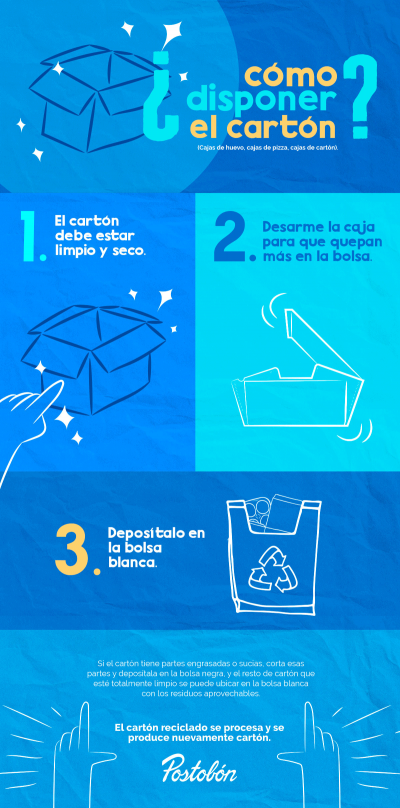 ¿cómo
disponer
el cartón?
(Cajas de huevo, cajas de pizza, cajas de cartón).
1. El cartón
debe estar
limpio y seco.
2. Desarme la caja
para que quepan
más en la bolsa.
3. Deposítalo en
la bolsa
blanca.
Si el cartón tiene partes engrasadas o sucias, corta esas
partes y deposítala en la bolsa negra, y el resto de cartón que
esté totalmente limpio se puede ubicar en la bolsa blanca
con los residuos aprovechables.
El cartón reciclado se procesa y se
produce nuevamente cartón.
Postobón